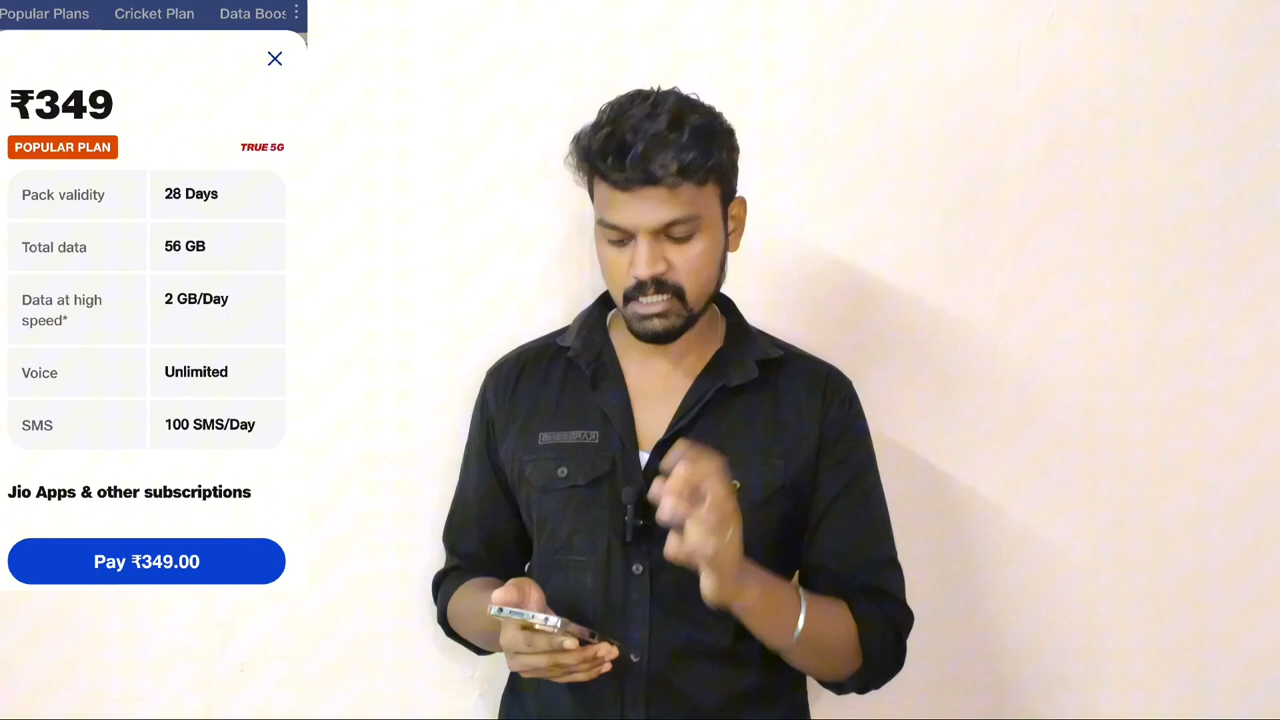 Popular Plans Cricket Plan Data Boos
₹349
POPULAR PLAN TRUE 5G
Pack validity 28 Days
Total data 56 GB
Data at high speed* 2 GB/Day
Voice Unlimited
SMS 100 SMS/Day
Jio Apps & other subscriptions
Pay ₹349.00